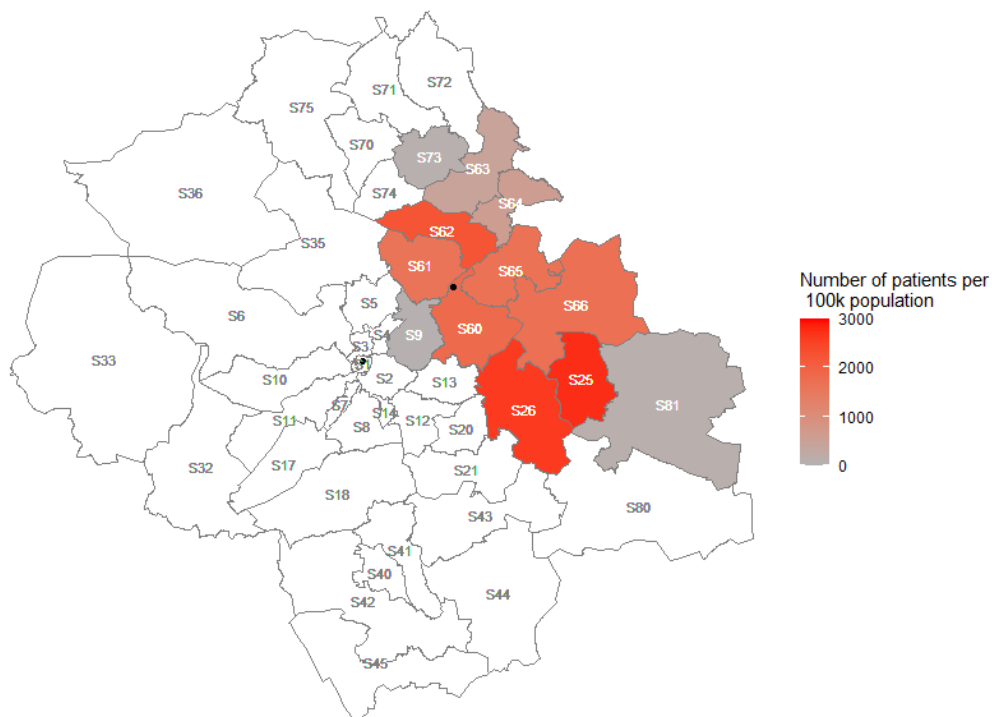 S72
S71
S75
S70
S73
S63
S74
S36
S64
S62
S35
S61
S65
Number of patients per
100k population
S66
S5
S6
3000
S4
S9
S60
S3
S33
2000
S1
S2
S10
S13
S25
S81
S26
S7
S14
1000
S11
S12
S8
S20
S17
0
S32
S21
S18
S80
S43
S41
S40
S44
S42
S45